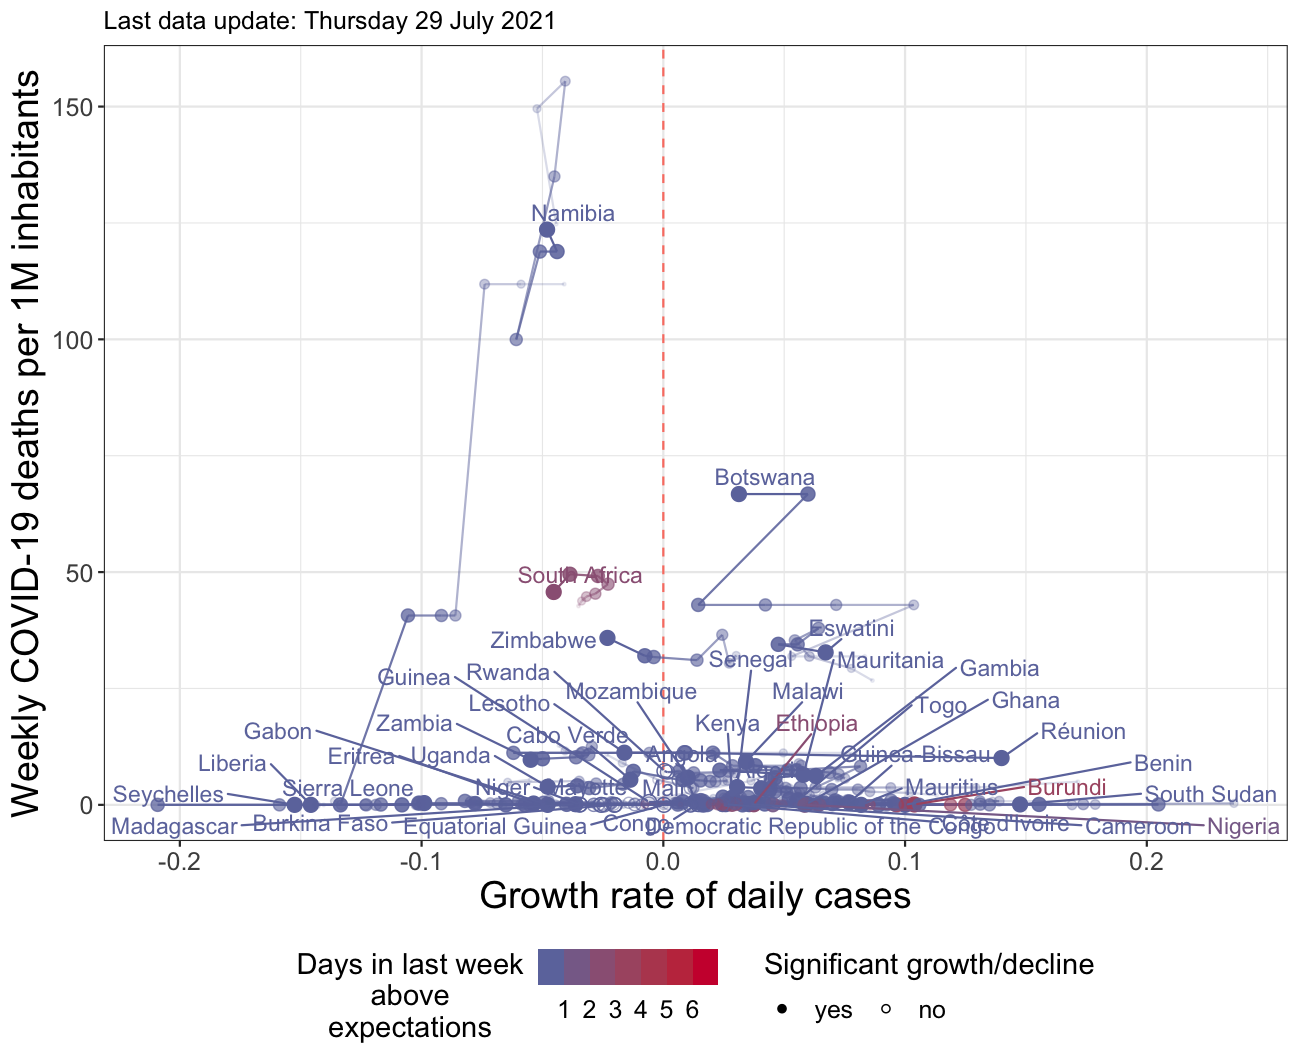 Last data update: Thursday 29 July 2021
Weekly COVID-19 deaths per 1M inhabitants
150
100
50
0
Namibia
Botswana
South Africa
Eswatini
Zimbabwe
Senegal
Mauritania
Rwanda
Guinea
Gambia
Mozambique
Malawi
Lesotho
Ghana
Togo
Zambia
Kenya
Ethiopia
Gabon
Cabo Verde
Réunion
Eritrea
Uganda
Angola
Guinea-Bissau
Liberia
Benin
Sierra Leone
Niger
Mayotte
Mali
Mauritius
Burundi
Seychelles
South Sudan
Madagascar
Burkina Faso
Equatorial Guinea
Congo
Democratic Republic of the Congo
Côte d'Ivoire
Cameroon
Nigeria
-0.2
-0.1
0.0
0.1
0.2
Growth rate of daily cases
Days in last week
above
expectations
1 2 3 4 5 6
Significant growth/decline
yes
no